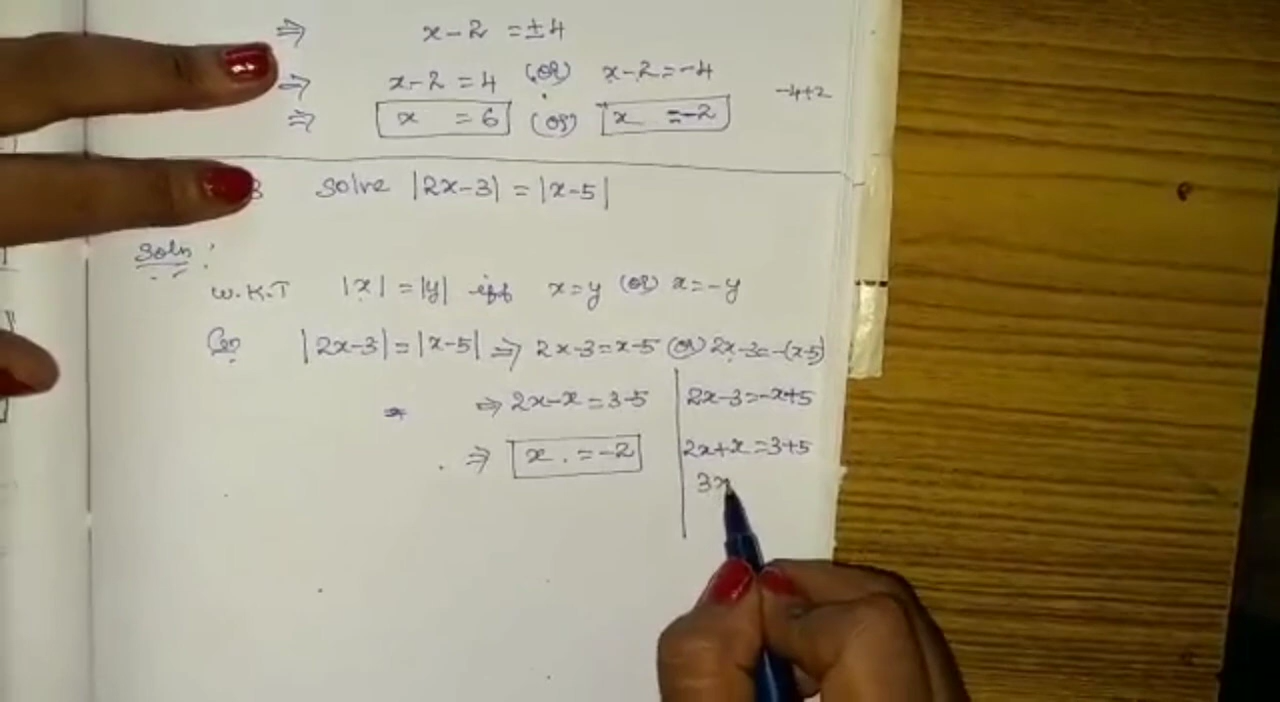 ⇒ x-2 = ±4
⇒ x-2 = 4 (or) x-2 = -4 -4+2
⇒ x = 6 (or) x = -2
3 Solve |2x-3| = |x-5|
Soln:
W.K.T |x| = |y| iff x = y (or) x = -y
|2x-3| = |x-5| ⇒ 2x-3 = x-5 (or) 2x-3 = -(x-5)
⇒ 2x-x = 3-5 2x-3 = -x+5
⇒ x = -2 2x+x = 3+5
3x